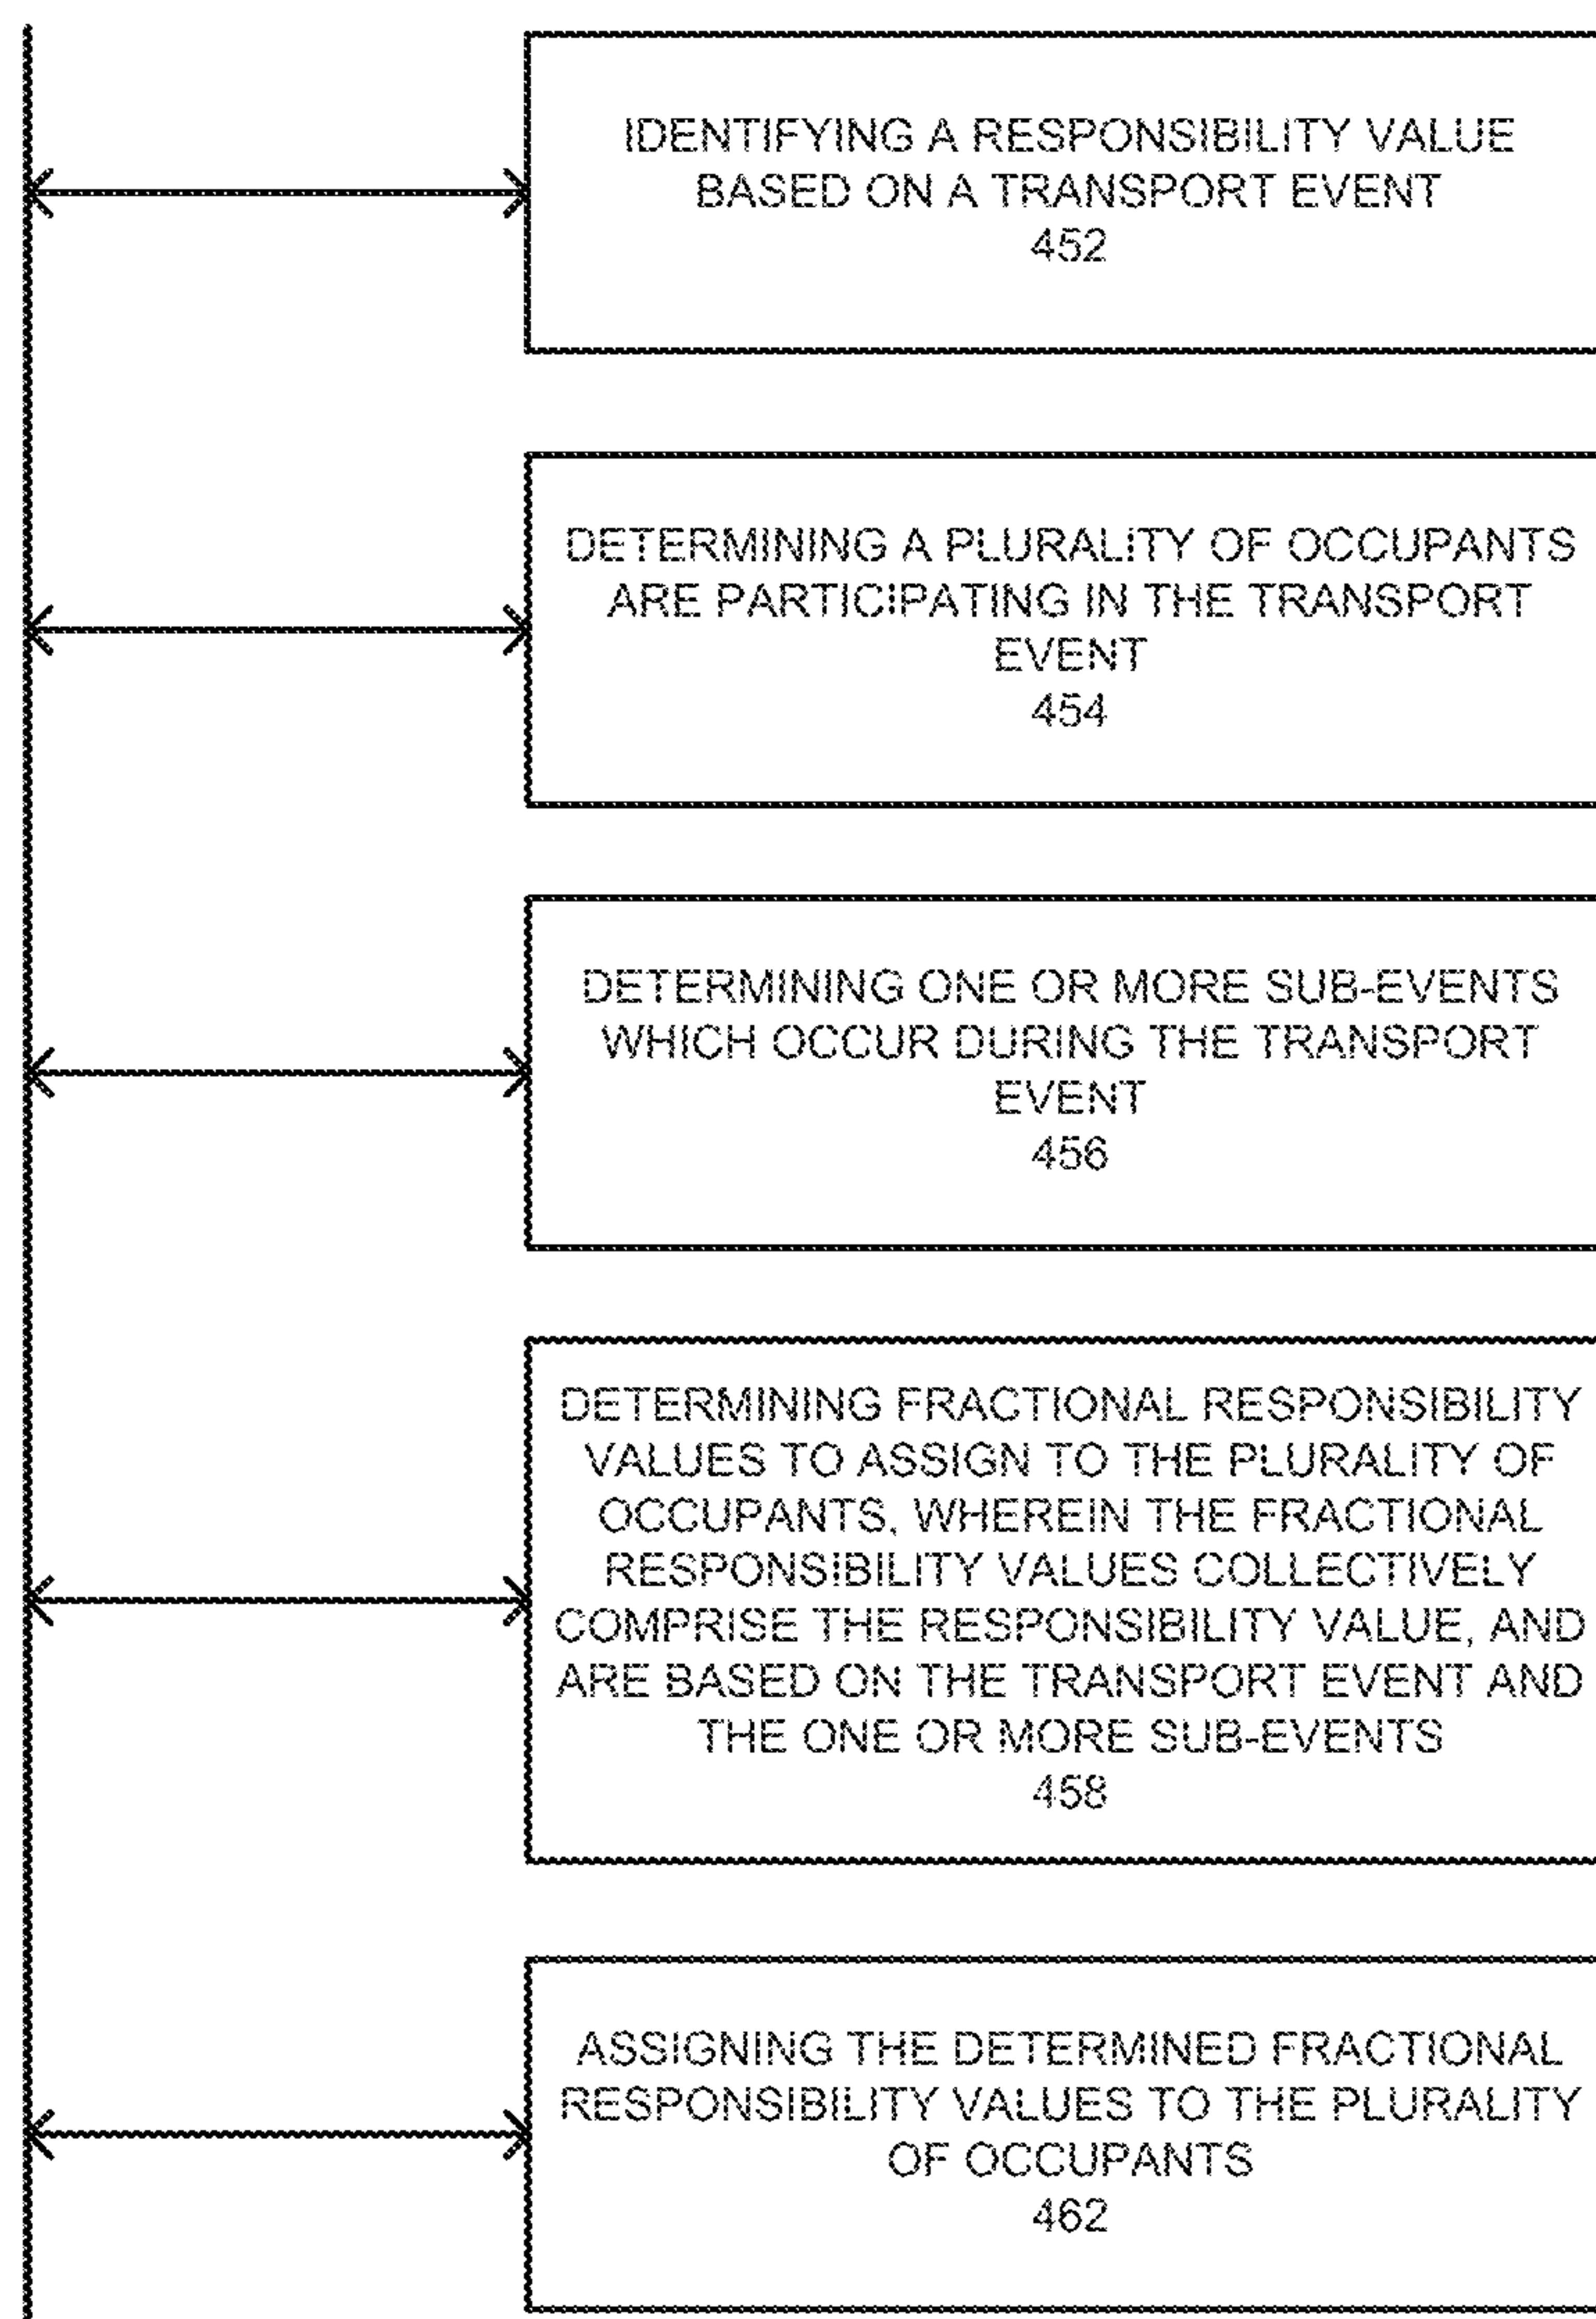 IDENTIFYING A RESPONSIBILITY VALUE
BASED ON A TRANSPORT EVENT
452
DETERMINING A PLURALITY OF OCCUPANTS
ARE PARTICIPATING IN THE TRANSPORT
EVENT
454
DETERMINING ONE OR MORE SUB-EVENTS
WHICH OCCUR DURING THE TRANSPORT
EVENT
456
DETERMINING FRACTIONAL RESPONSIBILITY
VALUES TO ASSIGN TO THE PLURALITY OF
OCCUPANTS, WHEREIN THE FRACTIONAL
RESPONSIBILITY VALUES COLLECTIVELY
COMPRISE THE RESPONSIBILITY VALUE, AND
ARE BASED ON THE TRANSPORT EVENT AND
THE ONE OR MORE SUB-EVENTS
458
ASSIGNING THE DETERMINED FRACTIONAL
RESPONSIBILITY VALUES TO THE PLURALITY
OF OCCUPANTS
462